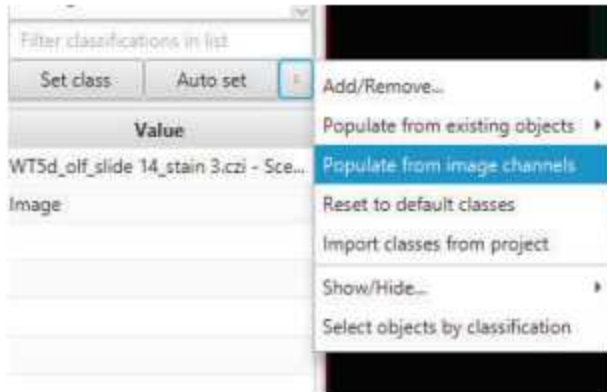 Filter classifications in list
Set class
Auto set
Value
WT5d_olf_slide 14_stain 3.czi - Sce...
Image
Add/Remove...
Populate from existing objects
Populate from image channels
Reset to default classes
Import classes from project
Show/Hide...
Select objects by classification